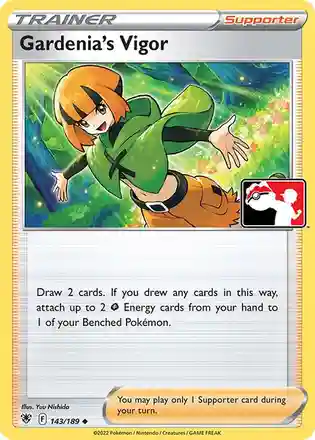 TRAINER Supporter
Gardenia's Vigor
Draw 2 cards. If you drew any cards in this way,
attach up to 2 Energy cards from your hand to
1 of your Benched Pokémon.
Illus. Yuu Nishida
F 143/189
You may play only 1 Supporter card during
your turn.
©2022 Pokémon / Nintendo / Creatures / GAME FREAK